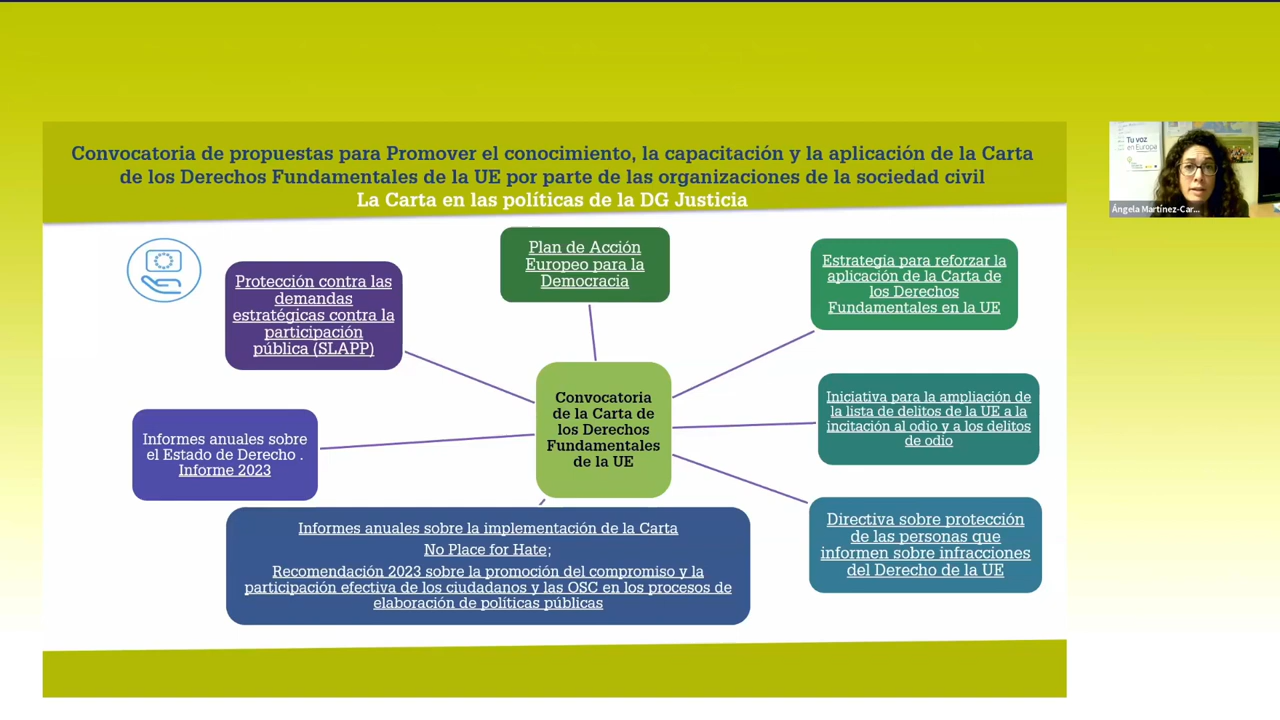 Convocatoria de propuestas para Promover el conocimiento, la capacitación y la aplicación de la Carta
de los Derechos Fundamentales de la UE por parte de las organizaciones de la sociedad civil
La Carta en las políticas de la DG Justicia
Protección contra las
demandas
estratégicas contra la
participación
pública (SLAPP)
Plan de Acción
Europeo para la
Democracia
Estrategia para reforzar la
aplicación de la Carta de
los Derechos
Fundamentales en la UE
Convocatoria
de la Carta de
los Derechos
Fundamentales
de la UE
Iniciativa para la ampliación de
la lista de delitos de la UE a la
incitación al odio y a los delitos
de odio
Informes anuales sobre
el Estado de Derecho .
Informe 2023
Informes anuales sobre la implementación de la Carta
No Place for Hate;
Recomendación 2023 sobre la promoción del compromiso y la
participación efectiva de los ciudadanos y las OSC en los procesos de
elaboración de políticas públicas
Directiva sobre protección
de las personas que
informen sobre infracciones
del Derecho de la UE
Tu voz
en Europa
Ángela Martínez-Car...